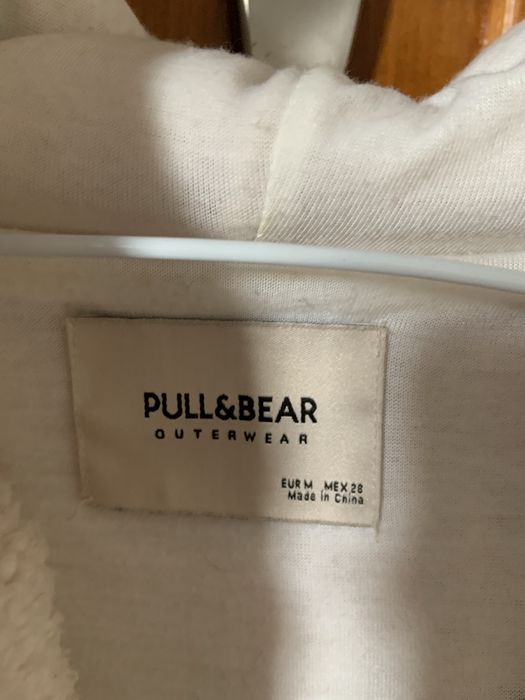 PULL&BEAR
OUTERWEAR
EUR M MEX 28
Made in China